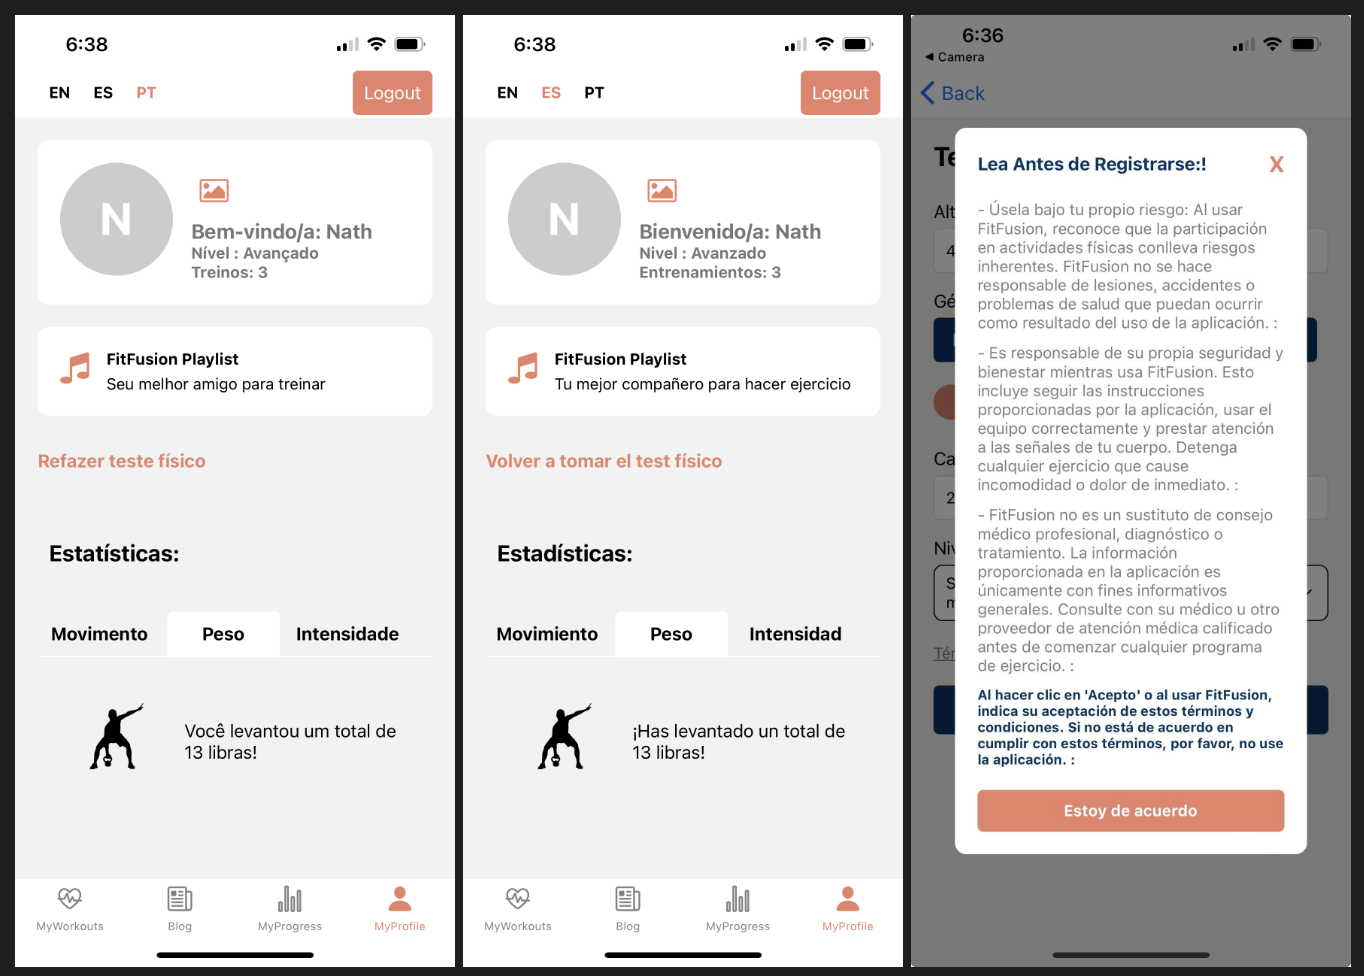 6:38
EN ES PT
Logout
N
Bem-vindo/a: Nath
Nível : Avançado
Treinos: 3
FitFusion Playlist
Seu melhor amigo para treinar
Refazer teste físico
Estatísticas:
Movimento Peso Intensidade
Você levantou um total de
13 libras!
MyWorkouts Blog MyProgress MyProfile
6:38
EN ES PT
Logout
N
Bienvenido/a: Nath
Nivel : Avanzado
Entrenamientos: 3
FitFusion Playlist
Tu mejor compañero para hacer ejercicio
Volver a tomar el test físico
Estadísticas:
Movimiento Peso Intensidad
¡Has levantado un total de
13 libras!
MyWorkouts Blog MyProgress MyProfile
6:36
◀ Camera
Back
Lea Antes de Registrarse:!
X
- Úsela bajo tu propio riesgo: Al usar
FitFusion, reconoce que la participación
en actividades físicas conlleva riesgos
inherentes. FitFusion no se hace
responsable de lesiones, accidentes o
problemas de salud que puedan ocurrir
como resultado del uso de la aplicación. :
- Es responsable de su propia seguridad y
bienestar mientras usa FitFusion. Esto
incluye seguir las instrucciones
proporcionadas por la aplicación, usar el
equipo correctamente y prestar atención
a las señales de tu cuerpo. Detenga
cualquier ejercicio que cause
incomodidad o dolor de inmediato. :
- FitFusion no es un sustituto de consejo
médico profesional, diagnóstico o
tratamiento. La información
proporcionada en la aplicación es
únicamente con fines informativos
generales. Consulte con su médico u otro
proveedor de atención médica calificado
antes de comenzar cualquier programa
de ejercicio. :
Al hacer clic en 'Acepto' o al usar FitFusion,
indica su aceptación de estos términos y
condiciones. Si no está de acuerdo en
cumplir con estos términos, por favor, no use
la aplicación. :
Estoy de acuerdo